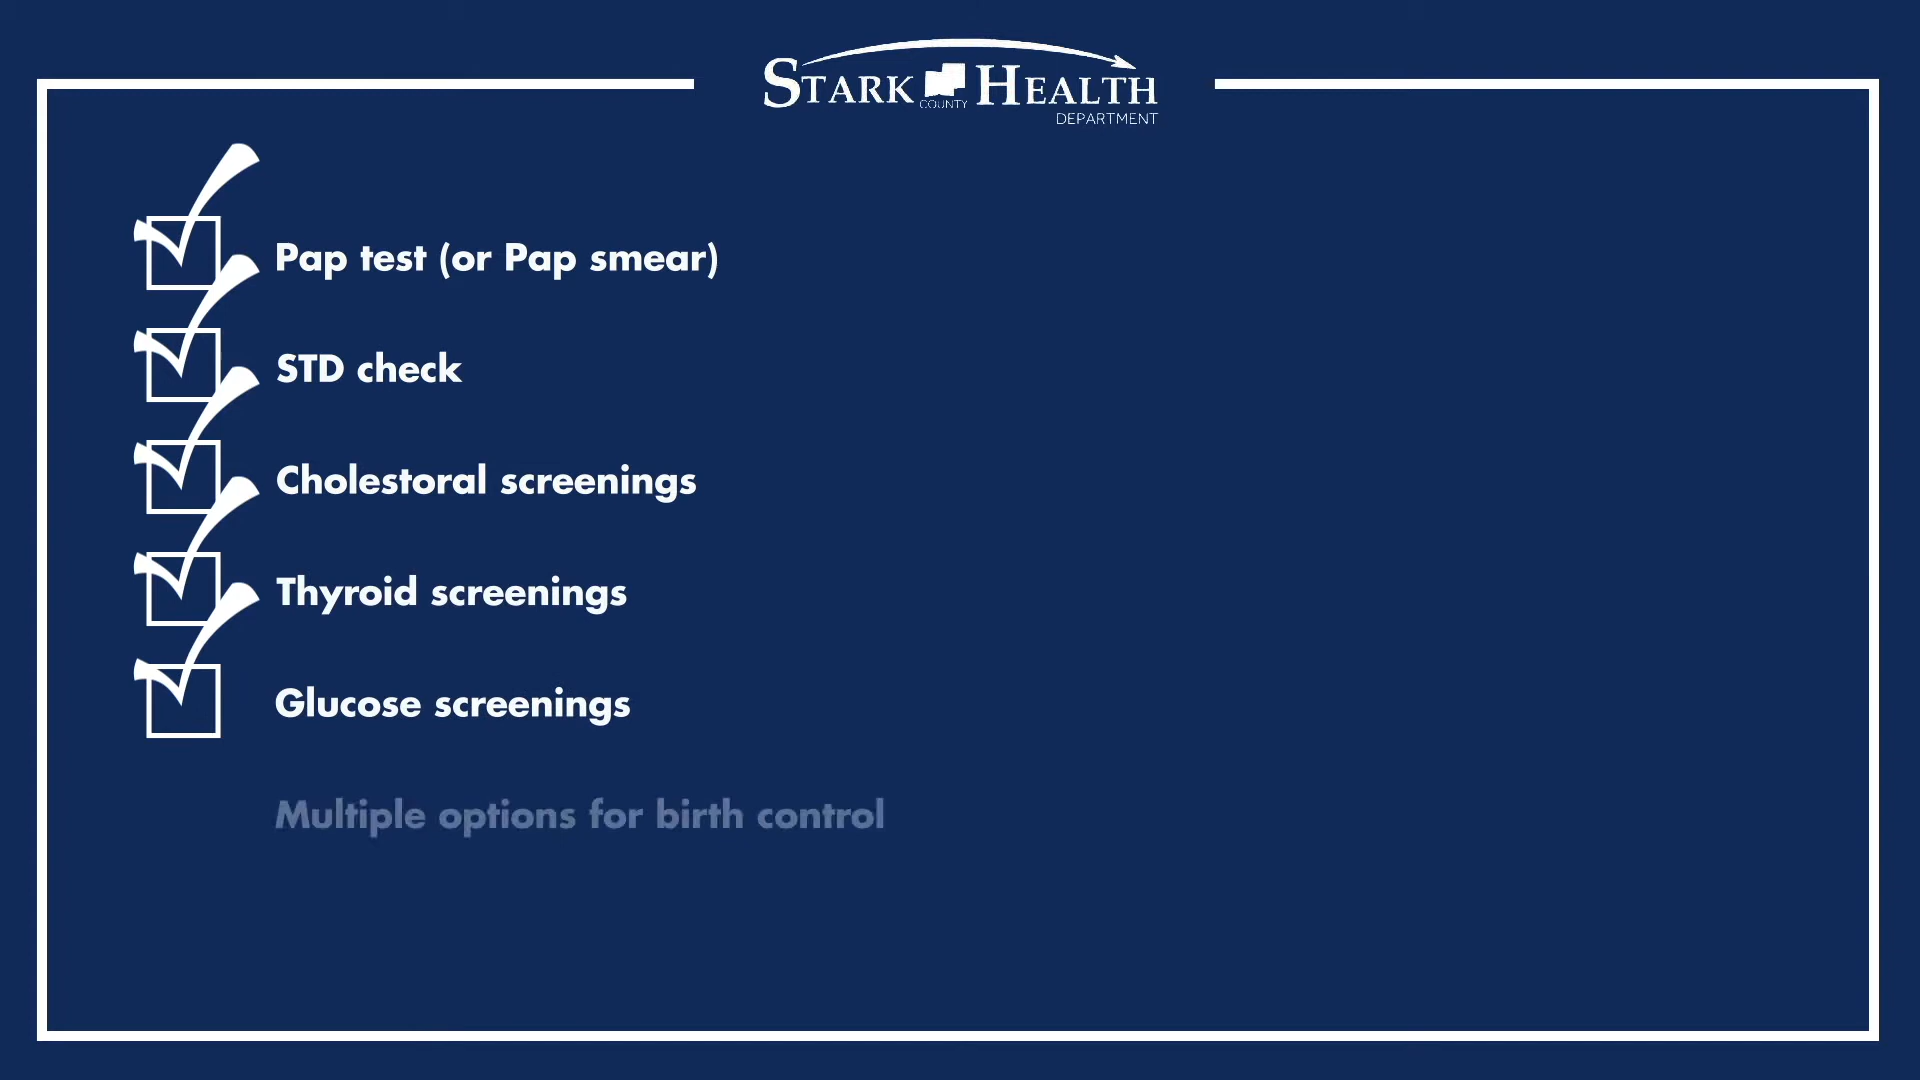 STARK COUNTY HEALTH
DEPARTMENT
Pap test (or Pap smear)
STD check
Cholestoral screenings
Thyroid screenings
Glucose screenings
Multiple options for birth control